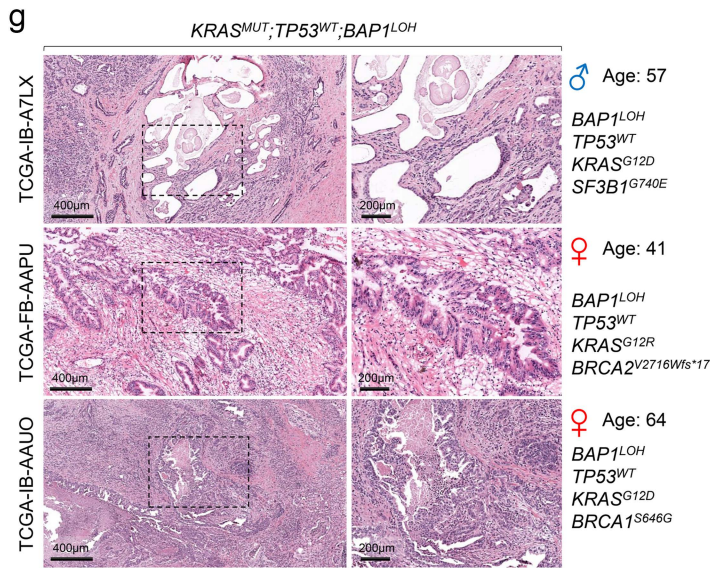 g
KRASMUT;TP53WT;BAP1LOH
TCGA-IB-A7LX
400µm
200µm
♂ Age: 57
BAP1LOH
TP53WT
KRASG12D
SF3B1G740E
TCGA-FB-AAPU
400µm
200µm
♀ Age: 41
BAP1LOH
TP53WT
KRASG12R
BRCA2V2716Wfs*17
TCGA-IB-AAUO
400µm
200µm
♀ Age: 64
BAP1LOH
TP53WT
KRASG12D
BRCA1S646G